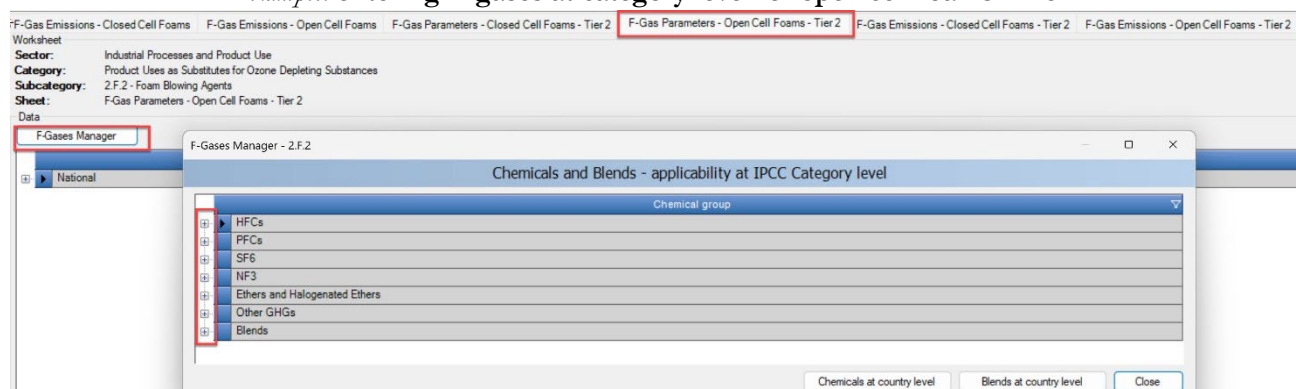 F-Gas Emissions - Closed Cell Foams F-Gas Emissions - Open Cell Foams F-Gas Parameters - Closed Cell Foams - Tier 2 F-Gas Parameters - Open Cell Foams - Tier 2 F-Gas Emissions - Closed Cell Foams - Tier 2 F-Gas Emissions - Open Cell Foams - Tier 2
Worksheet
Sector: Industrial Processes and Product Use
Category: Product Uses as Substitutes for Ozone Depleting Substances
Subcategory: 2.F.2 - Foam Blowing Agents
Sheet: F-Gas Parameters - Open Cell Foams - Tier 2
Data
F-Gases Manager
National
F-Gases Manager - 2.F.2
Chemicals and Blends - applicability at IPCC Category level
Chemical group
HFCs
PFCs
SF6
NF3
Ethers and Halogenated Ethers
Other GHGs
Blends
Chemicals at country level Blends at country level Close